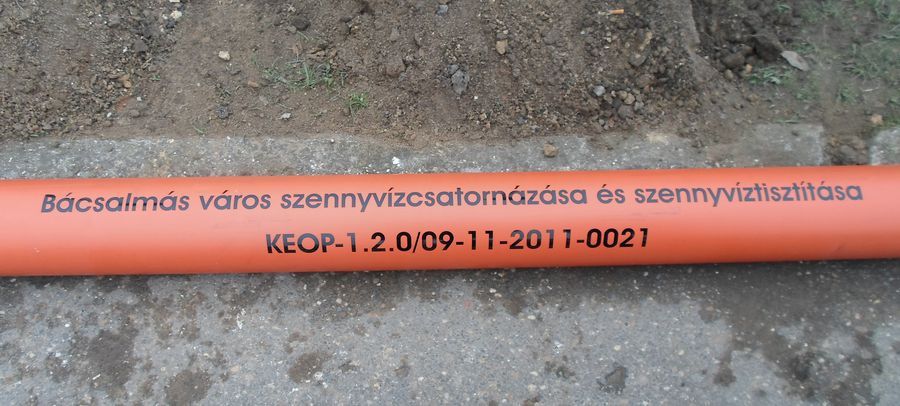 Bácsalmás város szennyvízcsatornázása és szennyvíztisztítása
KEOP-1.2.0/09-11-2011-0021